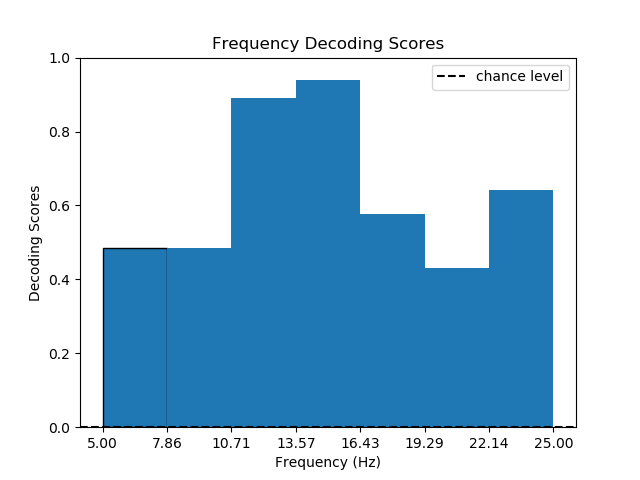 Frequency Decoding Scores
chance level
1.0
0.8
0.6
0.4
0.2
0.0
Decoding Scores
5.00 7.86 10.71 13.57 16.43 19.29 22.14 25.00
Frequency (Hz)